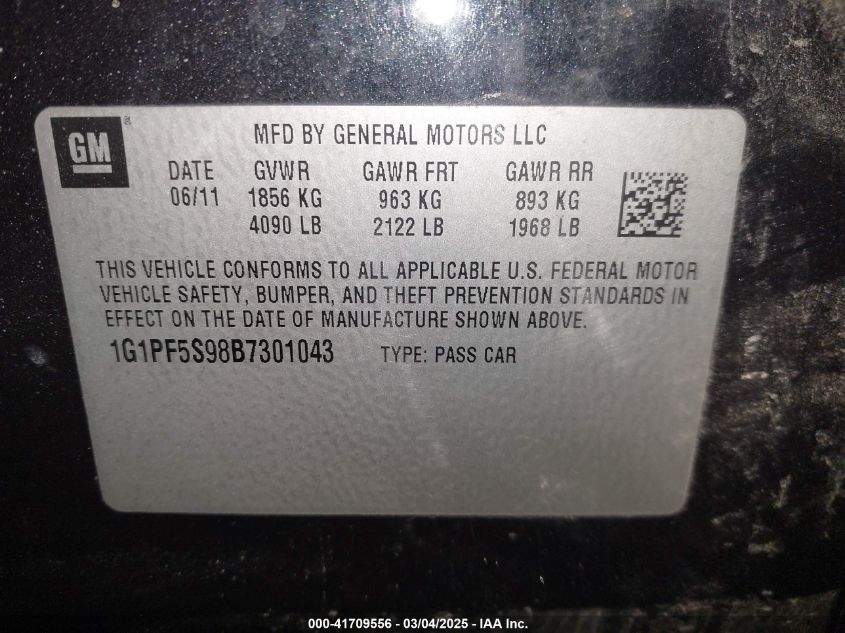 GM®
MFD BY GENERAL MOTORS LLC
DATE GVWR GAWR FRT GAWR RR
06/11 1856 KG 963 KG 893 KG
4090 LB 2122 LB 1968 LB
THIS VEHICLE CONFORMS TO ALL APPLICABLE U.S. FEDERAL MOTOR
VEHICLE SAFETY, BUMPER, AND THEFT PREVENTION STANDARDS IN
EFFECT ON THE DATE OF MANUFACTURE SHOWN ABOVE.
1G1PF5S98B7301043 TYPE: PASS CAR
000-41709556 - 03/04/2025 - IAA Inc.